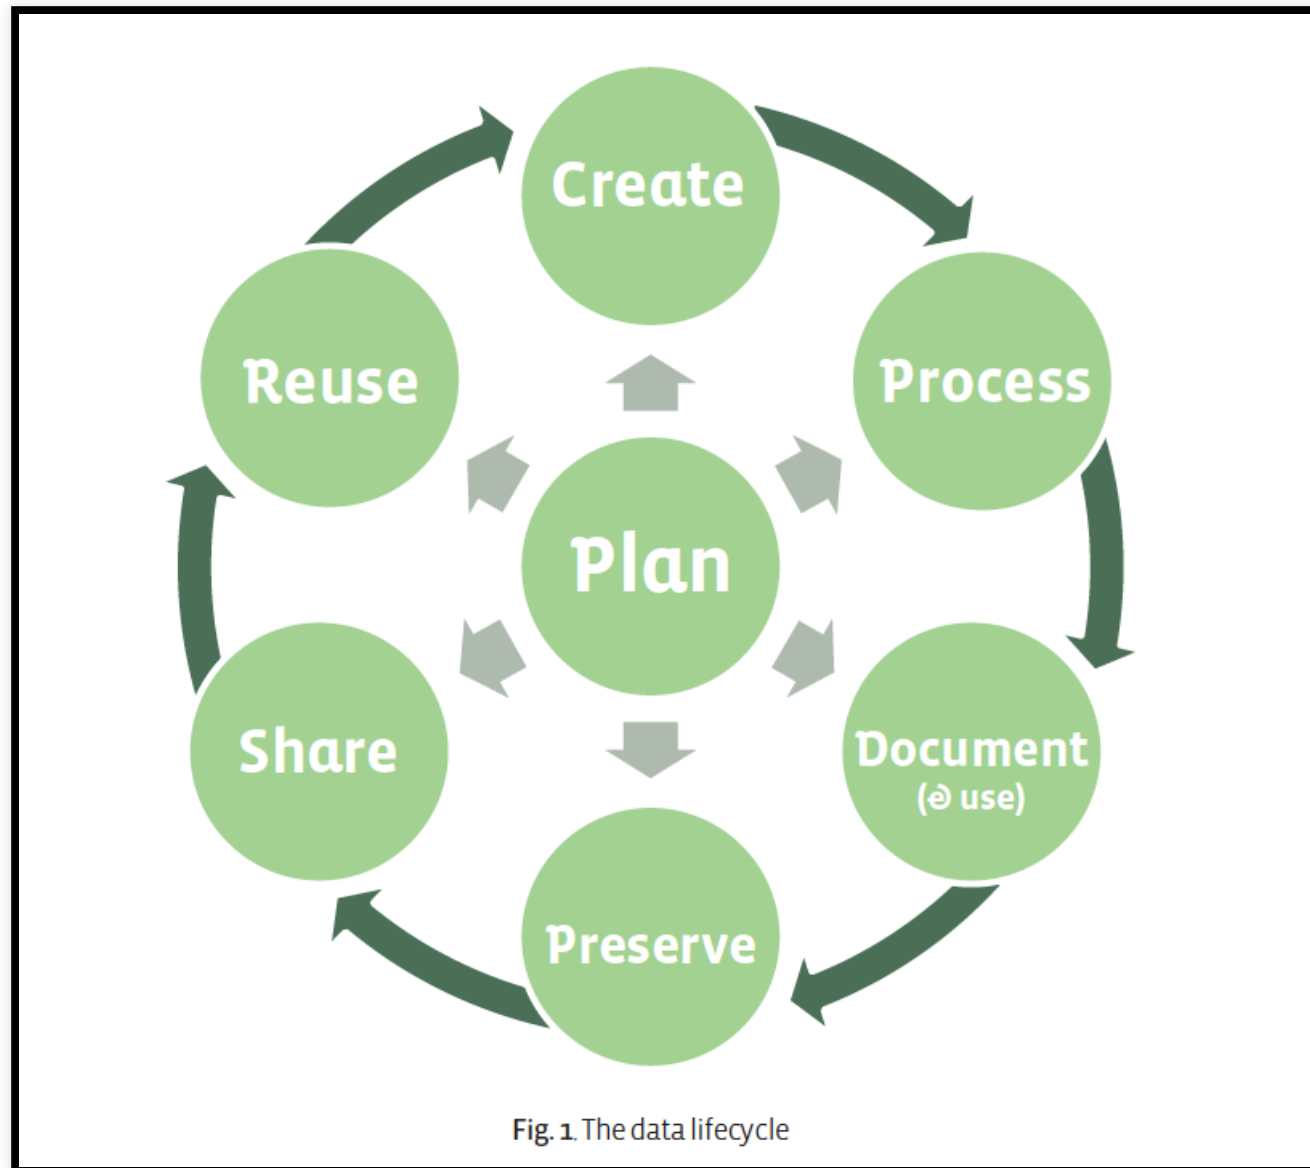 Create
Process
Document
(& use)
Preserve
Share
Reuse
Plan
Fig. 1. The data lifecycle